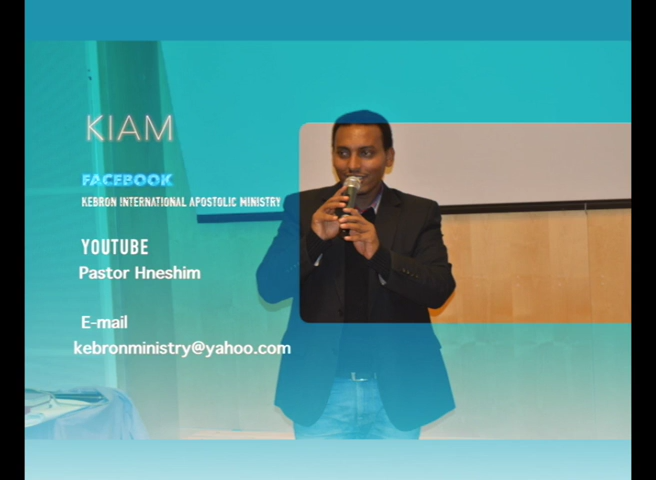 KIAM
FACEBOOK
KEBRON INTERNATIONAL APOSTOLIC MINISTRY
YOUTUBE
Pastor Hneshim
E-mail
kebronministry@yahoo.com